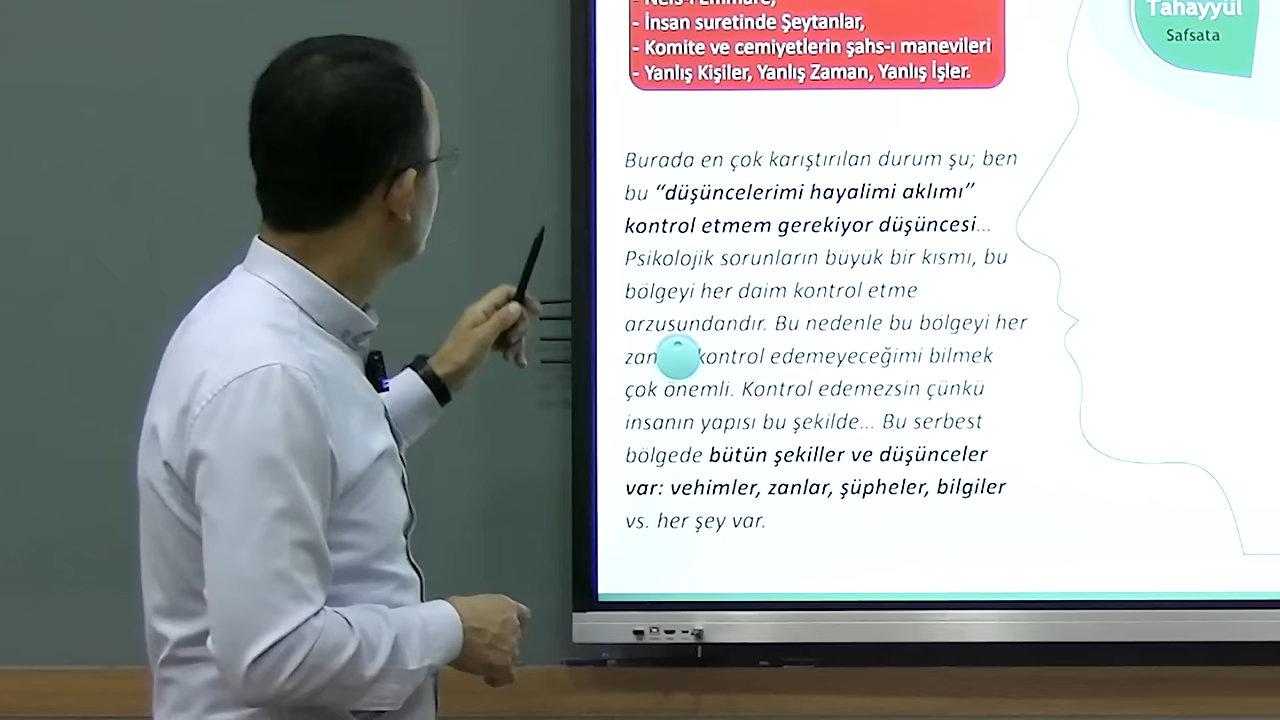 - Nefs-i Emmare,
- İnsan suretinde Şeytanlar,
- Komite ve cemiyetlerin şahs-ı manevileri
- Yanlış Kişiler, Yanlış Zaman, Yanlış İşler.
Tahayyül
Safsata
Burada en çok karıştırılan durum şu; ben
bu “düşüncelerimi hayalimi aklımı”
kontrol etmem gerekiyor düşüncesi...
Psikolojik sorunların büyük bir kısmı, bu
bölgeyi her daim kontrol etme
arzusundandır. Bu nedenle bu bölgeyi her
zan kontrol edemeyeceğimi bilmek
çok önemli. Kontrol edemezsin çünkü
insanın yapısı bu şekilde... Bu serbest
bölgede bütün şekiller ve düşünceler
var: vehimler, zanlar, şüpheler, bilgiler
vs. her şey var.